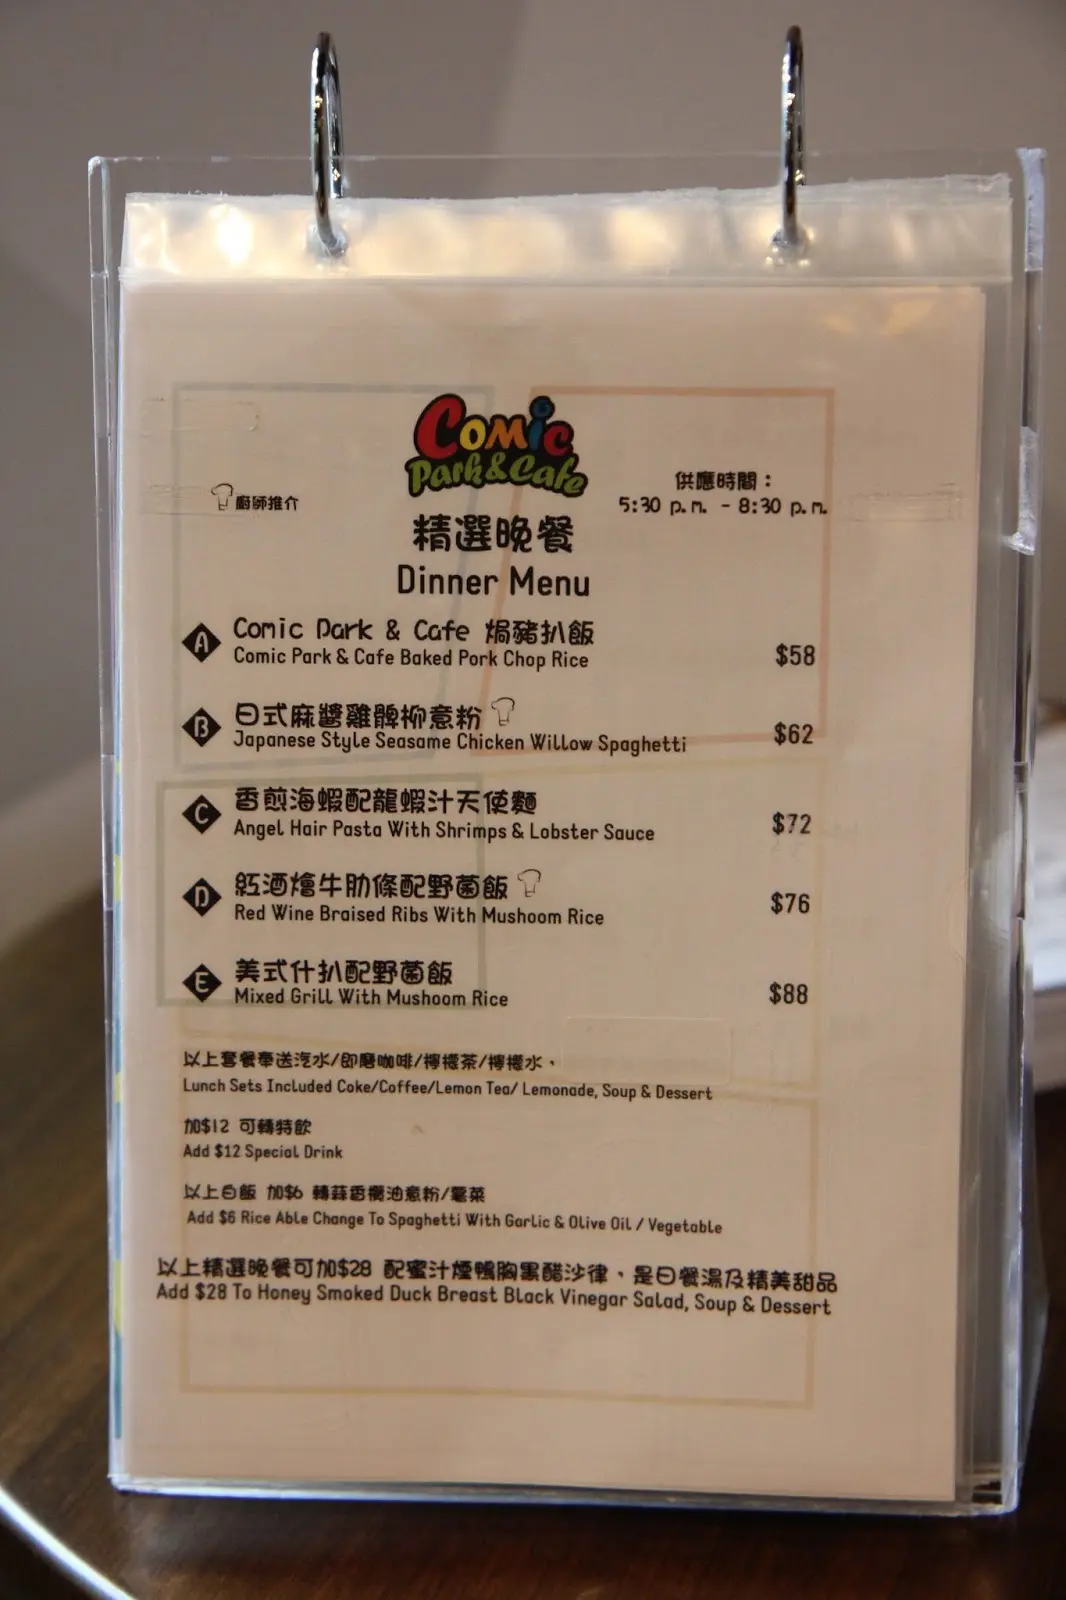 Comic
Park & Cafe
廚師推介
供應時間：
5:30 p.m. - 8:30 p.m.
精選晚餐
Dinner Menu
A Comic Park & Cafe 焗豬扒飯
Comic Park & Cafe Baked Pork Chop Rice $58
B 日式麻醬雞髀柳意粉
Japanese Style Seasame Chicken Willow Spaghetti $62
C 香煎海蝦配龍蝦汁天使麵
Angel Hair Pasta With Shrimps & Lobster Sauce $72
D 紅酒燴牛肋條配野菌飯
Red Wine Braised Ribs With Mushoom Rice $76
E 美式什扒配野菌飯
Mixed Grill With Mushoom Rice $88
以上套餐奉送汽水/即磨咖啡/檸檬茶/檸檬水，
Lunch Sets Included Coke/Coffee/Lemon Tea/ Lemonade, Soup & Dessert
加$12 可轉特飲
Add $12 Special Drink
以上白飯 加$6 轉蒜香欖油意粉/薯菜
Add $6 Rice Able Change To Spaghetti With Garlic & Olive Oil / Vegetable
以上精選晚餐可加$28 配蜜汁煙鴨胸黑醋沙律，是日餐湯及精美甜品
Add $28 To Honey Smoked Duck Breast Black Vinegar Salad, Soup & Dessert